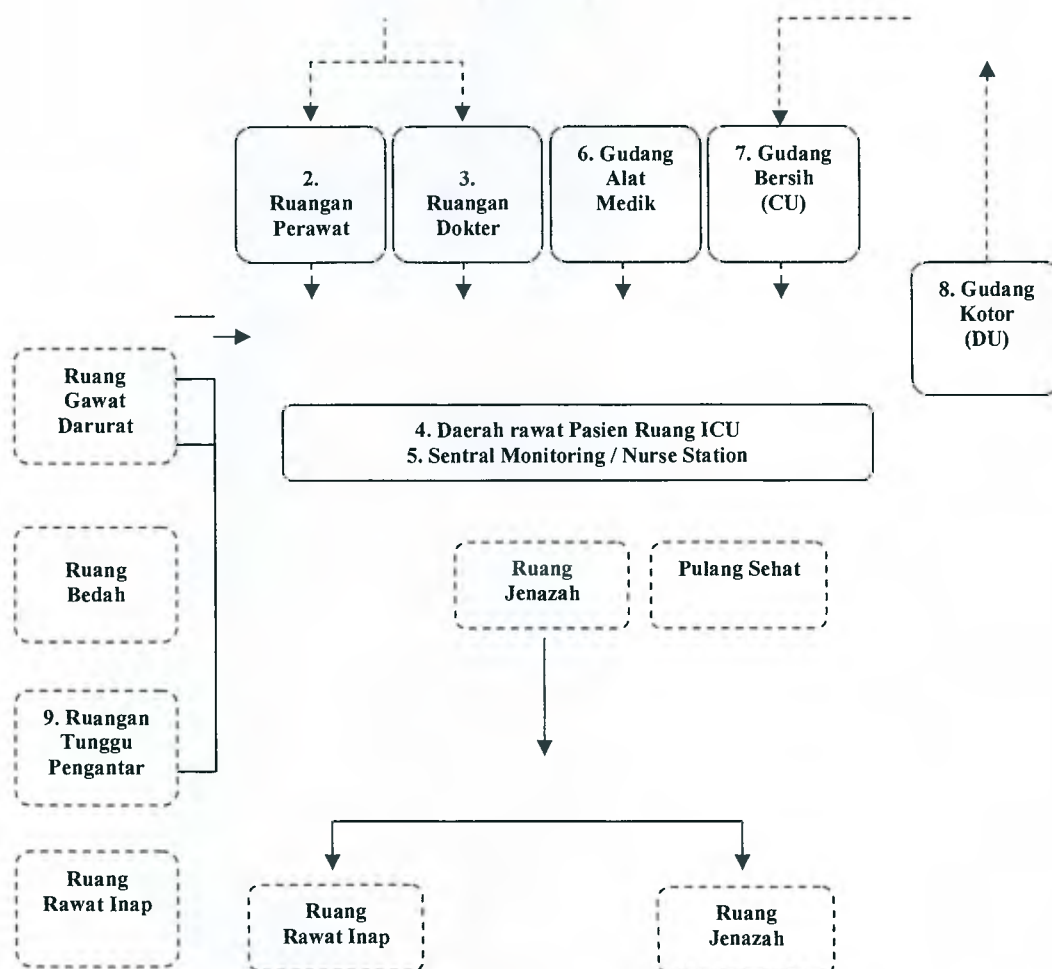 2.
Ruangan
Perawat
3.
Ruangan
Dokter
6. Gudang
Alat
Medik
7. Gudang
Bersih
(CU)
8. Gudang
Kotor
(DU)
Ruang
Gawat
Darurat
4. Daerah rawat Pasien Ruang ICU
5. Sentral Monitoring / Nurse Station
Ruang
Bedah
Ruang
Jenazah
Pulang Sehat
9. Ruangan
Tunggu
Pengantar
Ruang
Rawat Inap
Ruang
Rawat Inap
Ruang
Jenazah